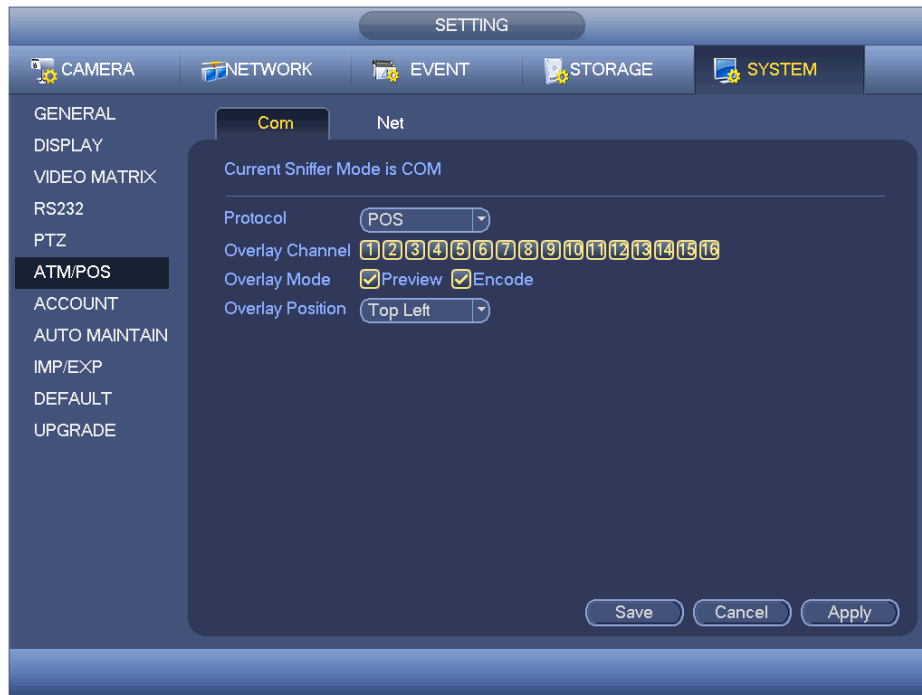 SETTING
CAMERA NETWORK EVENT STORAGE SYSTEM
GENERAL
DISPLAY
VIDEO MATRIX
RS232
PTZ
ATM/POS
ACCOUNT
AUTO MAINTAIN
IMP/EXP
DEFAULT
UPGRADE
Com Net
Current Sniffer Mode is COM
Protocol POS
Overlay Channel 1 2 3 4 5 6 7 8 9 10 11 12 13 14 15 16
Overlay Mode Preview Encode
Overlay Position Top Left
Save Cancel Apply